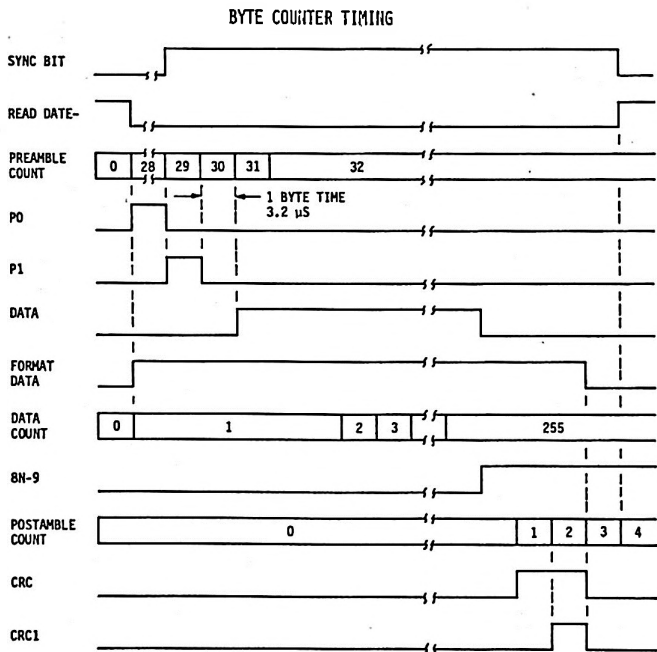 BYTE COUNTER TIMING
SYNC BIT
READ DATE-
PREAMBLE COUNT
0 28 29 30 31 32
1 BYTE TIME
3.2 µS
P0
P1
DATA
FORMAT DATA
DATA COUNT
0 1 2 3 255
8N-9
POSTAMBLE COUNT
0 1 2 3 4
CRC
CRC1